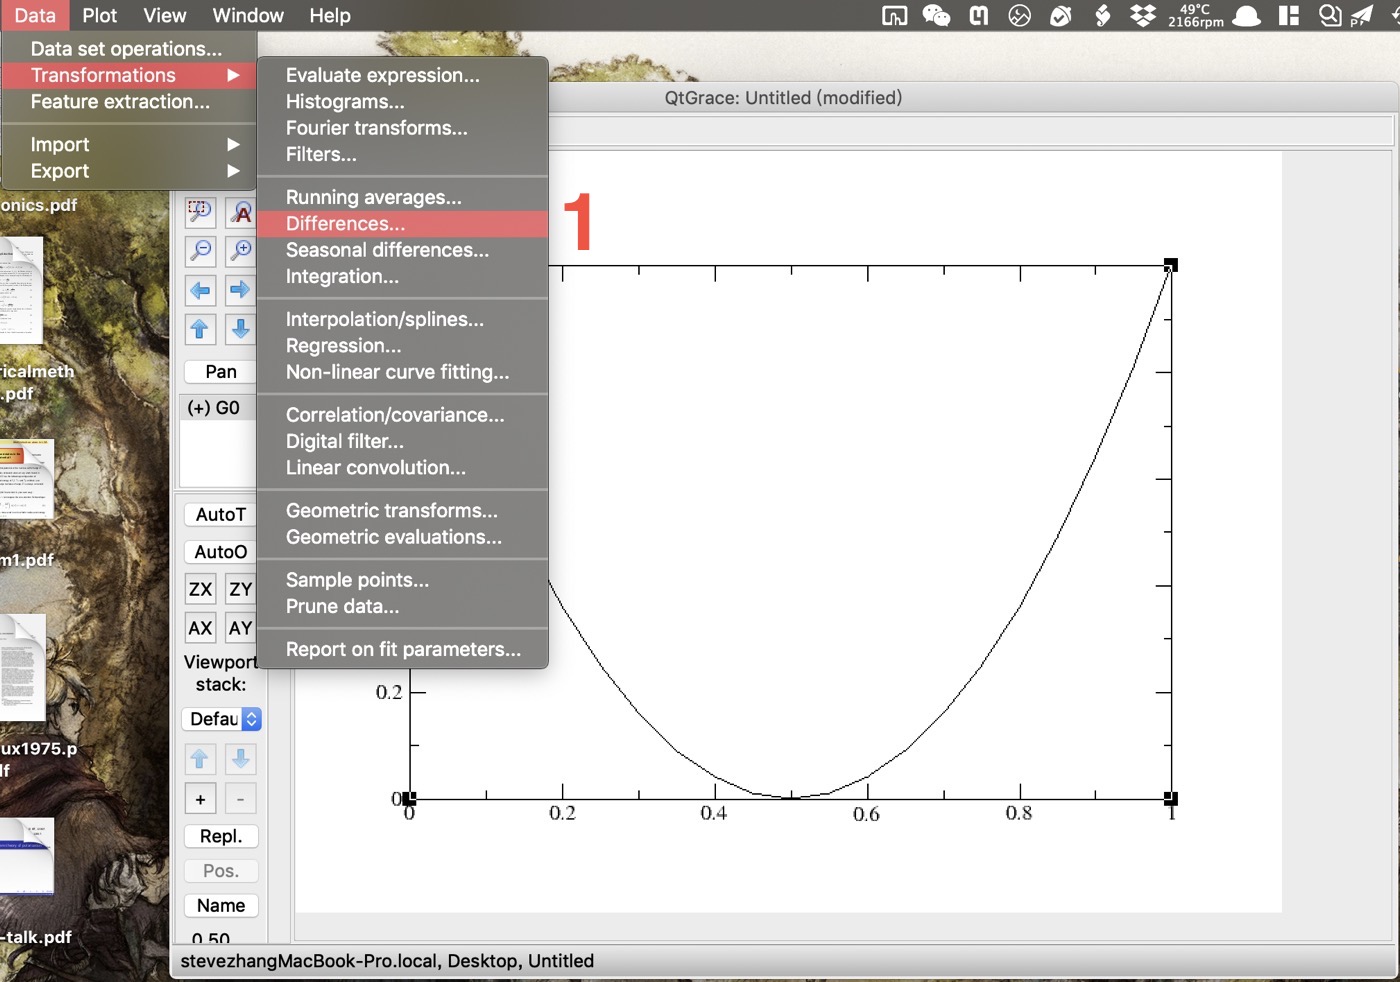 Data Plot View Window Help
49°C
2166rpm
Data set operations...
Transformations
Feature extraction...
Import
Export
Evaluate expression...
Histograms...
Fourier transforms...
Filters...
Running averages...
Differences...
Seasonal differences...
Integration...
Interpolation/splines...
Regression...
Non-linear curve fitting...
Correlation/covariance...
Digital filter...
Linear convolution...
Geometric transforms...
Geometric evaluations...
Sample points...
Prune data...
Report on fit parameters...
1
QtGrace: Untitled (modified)
onics.pdf
ricalmeth
.pdf
m1.pdf
ux1975.p
lf
-talk.pdf
A
Pan
(+) G0
AutoT
AutoO
ZX ZY
AX AY
Viewport
stack:
Defau
+ -
Repl.
Pos.
Name
0.50
0.2
0
0 0.2 0.4 0.6 0.8 1
stevezhangMacBook-Pro.local, Desktop, Untitled